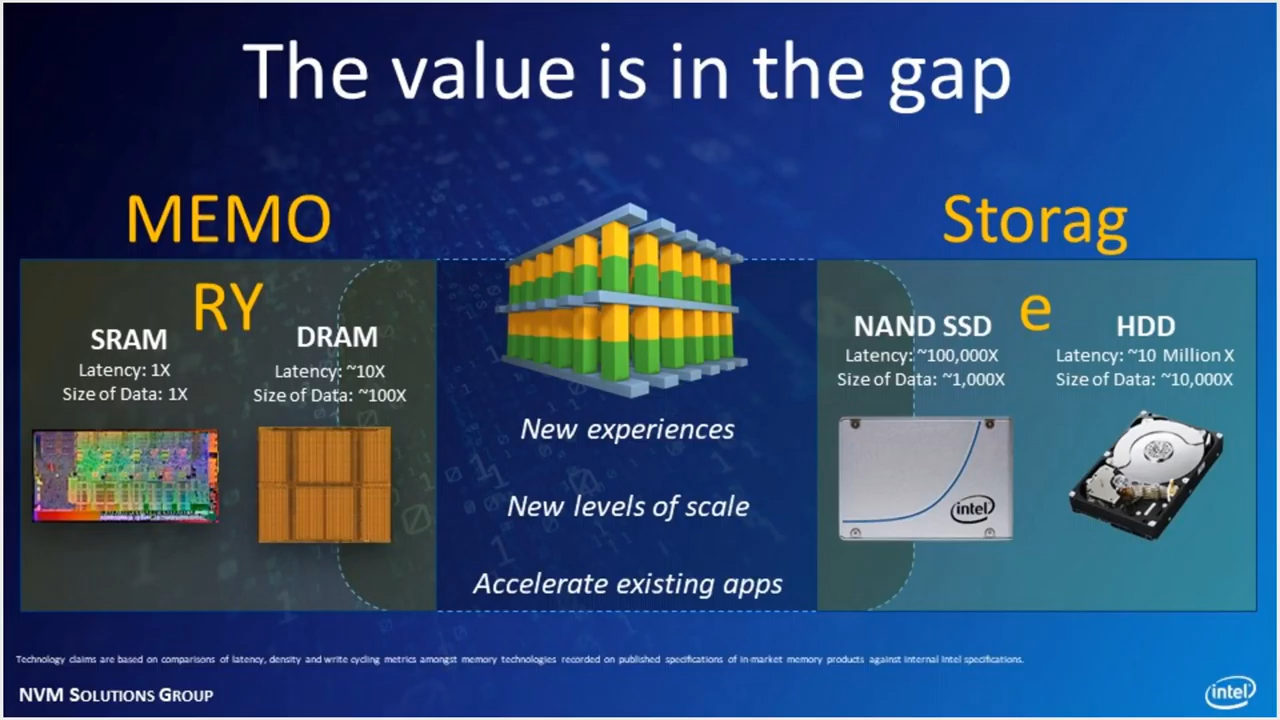 The value is in the gap
MEMO
RY
SRAM
Latency: 1X
Size of Data: 1X
DRAM
Latency: ~10X
Size of Data: ~100X
New experiences
New levels of scale
Accelerate existing apps
Storag
e
NAND SSD
Latency: ~100,000X
Size of Data: ~1,000X
intel
HDD
Latency: ~10 Million X
Size of Data: ~10,000X
Technology claims are based on comparisons of latency, density and write cycling metrics amongst memory technologies recorded on published specifications of in-market memory products against internal Intel specifications.
NVM SOLUTIONS GROUP
intel